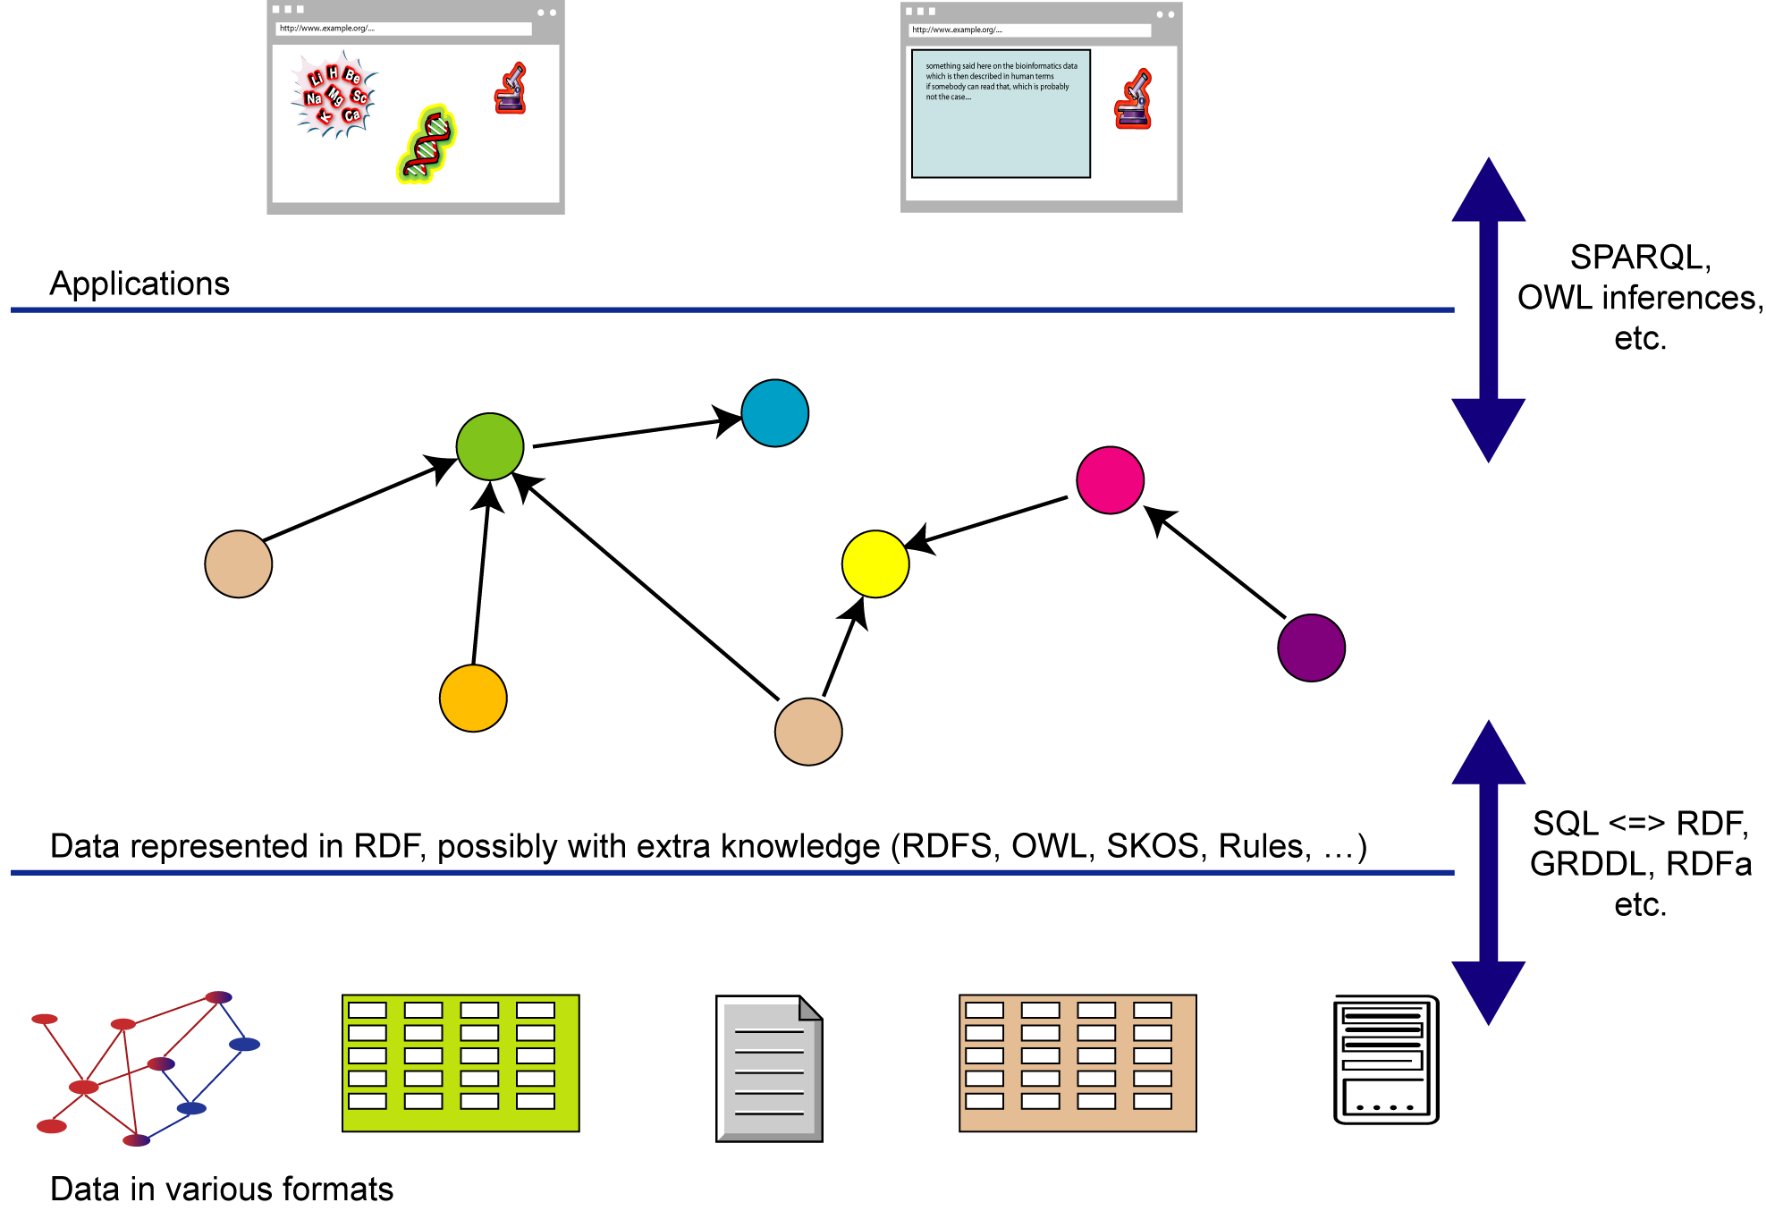 http://www..example.org/....
http://www..example.org/....
Li H Be
Na Mg Sc
K Ca
something said here on the bioinformatics data
which is then described in human terms
if somebody can read that, which is probably
not the case...
Applications
SPARQL,
OWL inferences,
etc.
Data represented in RDF, possibly with extra knowledge (RDFS, OWL, SKOS, Rules, …)
SQL <=> RDF,
GRDDL, RDFa
etc.
Data in various formats